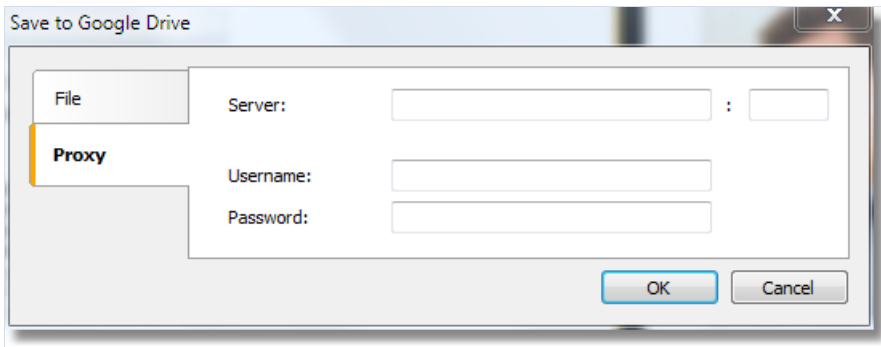 Save to Google Drive
X
File
Server: :
Proxy
Username:
Password:
OK Cancel